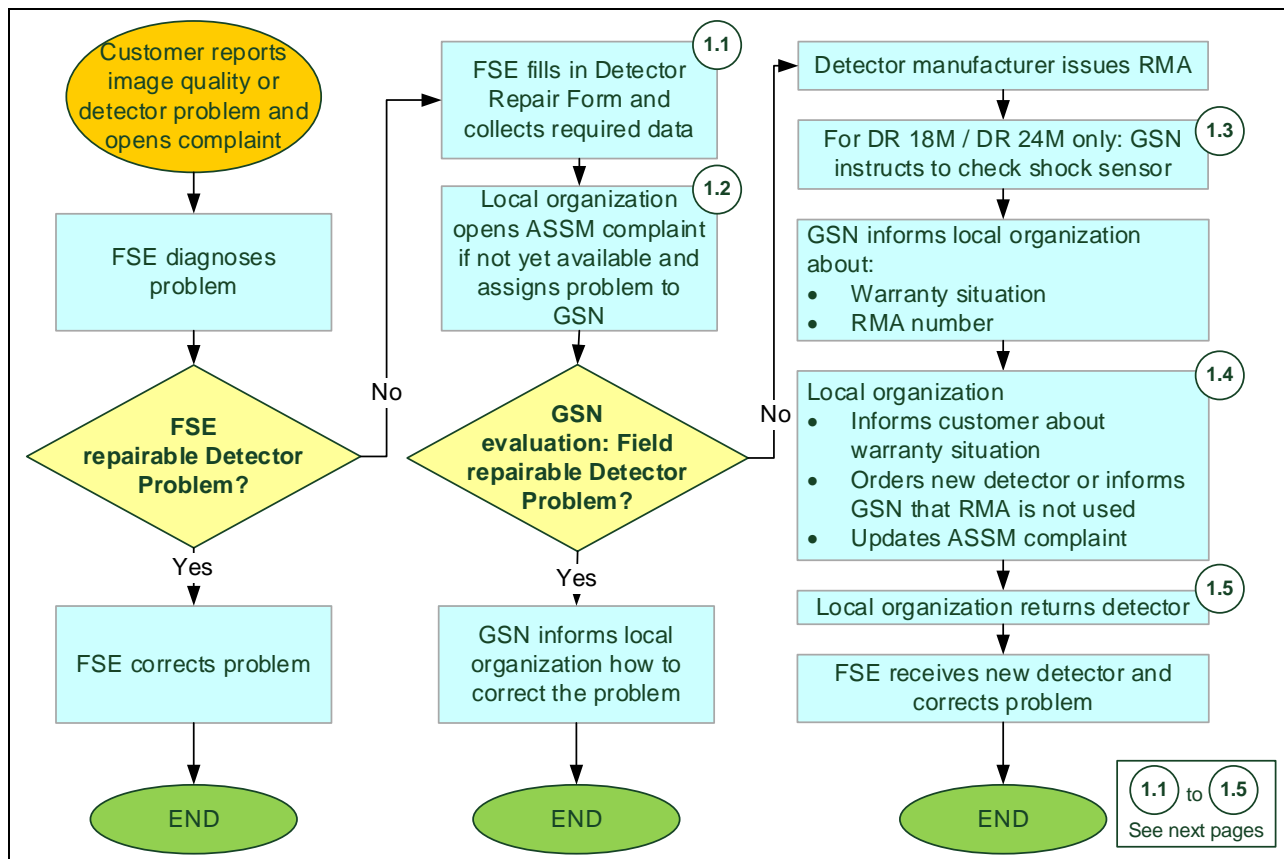 Customer reports
image quality or
detector problem and
opens complaint
FSE diagnoses
problem
FSE
repairable Detector
Problem?
No
Yes
FSE corrects problem
END
1.1
FSE fills in Detector
Repair Form and
collects required data
1.2
Local organization
opens ASSM complaint
if not yet available and
assigns problem to
GSN
GSN
evaluation: Field
repairable Detector
Problem?
No
Yes
GSN informs local
organization how to
correct the problem
END
Detector manufacturer issues RMA
1.3
For DR 18M / DR 24M only: GSN
instructs to check shock sensor
GSN informs local organization
about:
• Warranty situation
• RMA number
1.4
Local organization
• Informs customer about
warranty situation
• Orders new detector or informs
GSN that RMA is not used
• Updates ASSM complaint
1.5
Local organization returns detector
FSE receives new detector and
corrects problem
END
1.1 to 1.5
See next pages